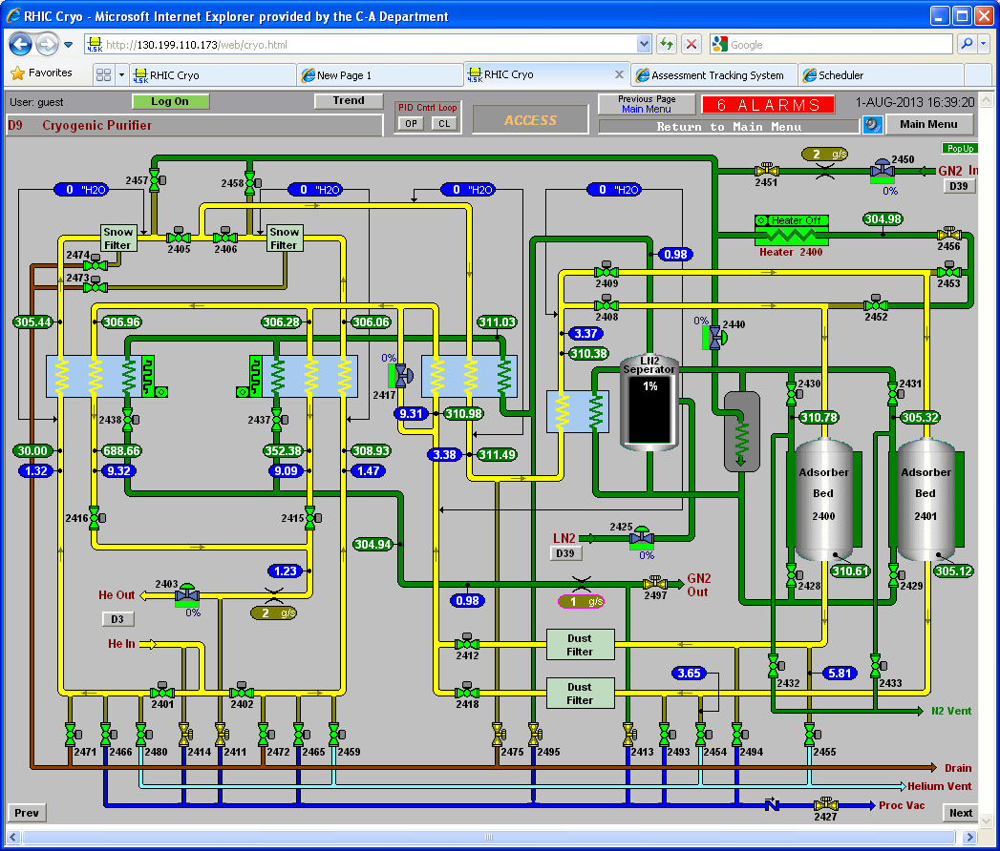 RHIC Cryo - Microsoft Internet Explorer provided by the C-A Department
http://130.199.110.173/web/cryo.html
Google
Favorites
RHIC Cryo
New Page 1
RHIC Cryo
Assessment Tracking System
Scheduler
User: guest
Log On
Trend
PID Cntrl Loop
OP CL
ACCESS
Previous Page
Main Menu
6 ALARMS
1-AUG-2013 16:39:20
D9 Cryogenic Purifier
Return to Main Menu
Main Menu
PopUp
2457
2458
2 g/s
2451
2450
GN2 In
0%
D39
0 "H2O
0 "H2O
0 "H2O
0 "H2O
Snow
Filter
2405
2406
Snow
Filter
Heater Off
Heater 2400
304.98
2456
2474
2473
0.98
2409
2453
2408
2452
305.44
306.96
306.28
306.06
311.03
3.37
310.38
0%
2440
LN2
Seperator
1%
0%
2417
2438
2437
9.31
310.98
2430
2431
310.78
305.32
30.00
688.66
352.38
308.93
3.38
311.49
1.32
9.32
9.09
1.47
Adsorber
Bed
2400
Adsorber
Bed
2401
2416
2415
304.94
LN2
D39
2425
0%
310.61
305.12
1.23
2428
2429
2403
He Out
0%
2 g/s
0.98
1 g/s
2497
GN2
Out
D3
He In
2412
Dust
Filter
2418
Dust
Filter
3.65
5.81
2432
2433
2401
2402
N2 Vent
2471
2466
2480
2414
2411
2472
2465
2459
2475
2495
2413
2493
2454
2494
2455
Drain
Helium Vent
Proc Vac
2427
Prev
Next